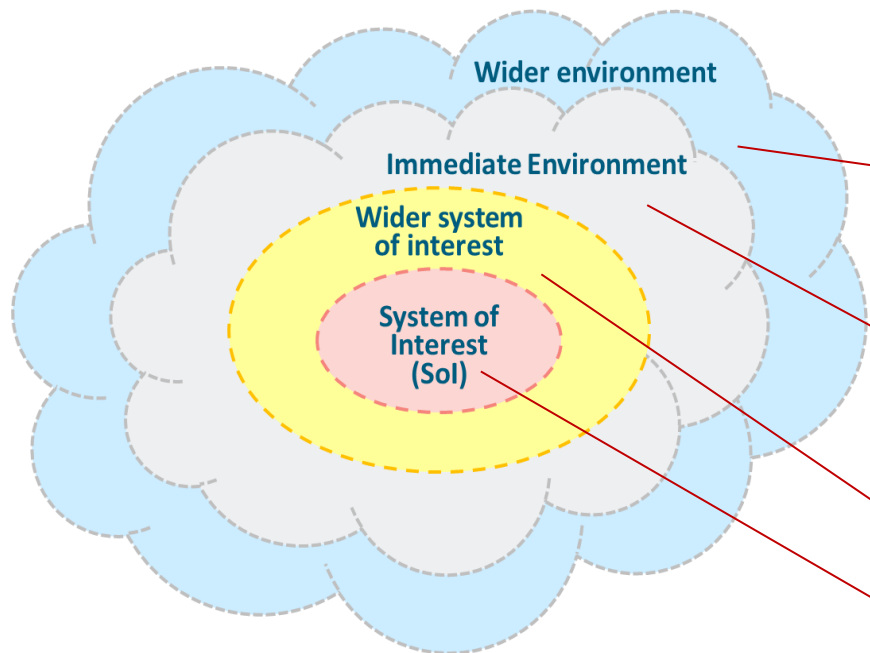 Wider environment
Immediate Environment
Wider system
of interest
System of
Interest
(SoI)